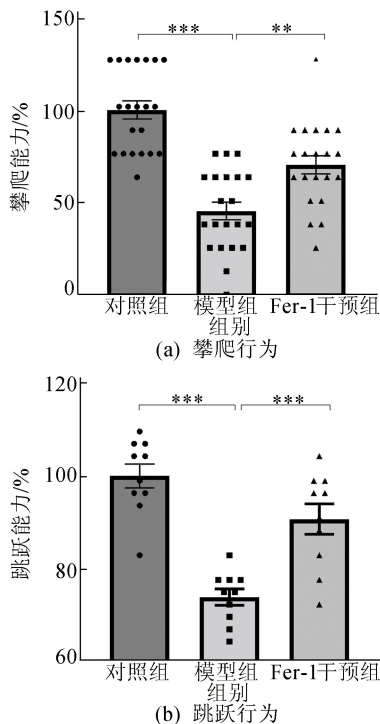 150
***
**
100
攀爬能力/%
50
0
对照组 模型组 Fer-1干预组
组别
(a) 攀爬行为
120
***
***
100
跳跃能力/%
80
60
对照组 模型组 Fer-1干预组
组别
(b) 跳跃行为